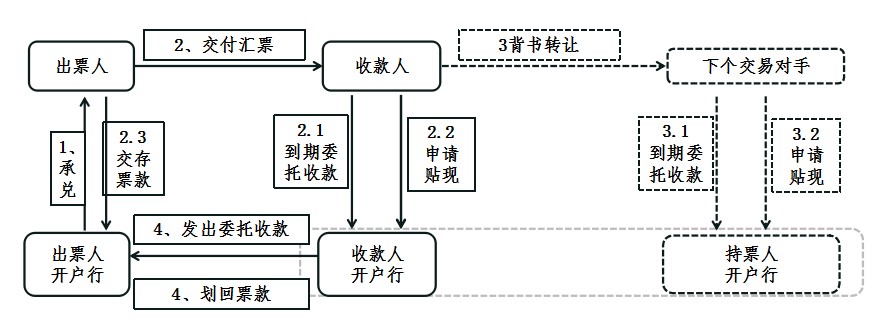 2、交付汇票
3背书转让
出票人
收款人
下个交易对手
1、
承
兑
2.3
交存
票款
2.1
到期委
托收款
2.2
申请
贴现
3.1
到期委
托收款
3.2
申请
贴现
4、发出委托收款
出票人
开户行
收款人
开户行
持票人
开户行
4、划回票款